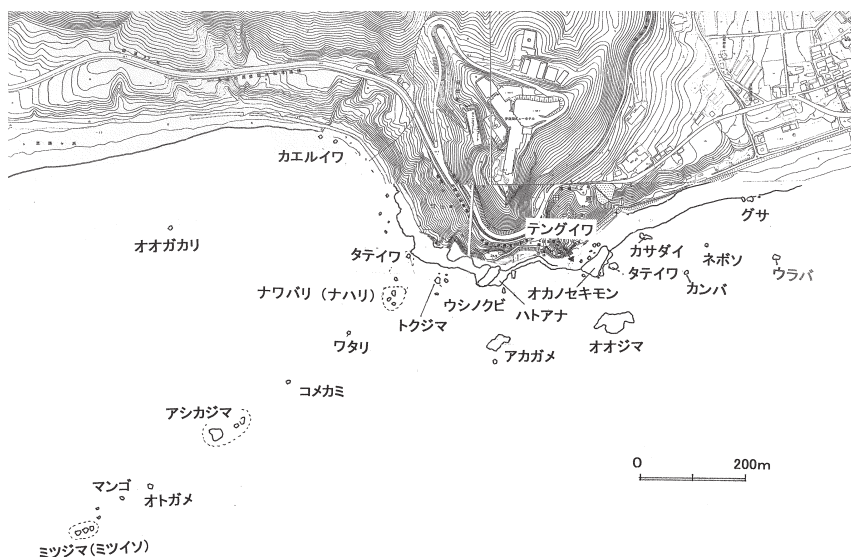 カエルイワ
グサ
テングイワ
オオガカリ
カサダイ
ネボソ
タテイワ
タテイワ
ウラバ
オカノセキモン
カンバ
ナワバリ（ナハリ）
ウシノクビ
ハトアナ
トクジマ
ワタリ
アカガメ
オオジマ
コメカミ
アシカジマ
0 200m
マンゴ
オトガメ
ミツジマ(ミツイソ)